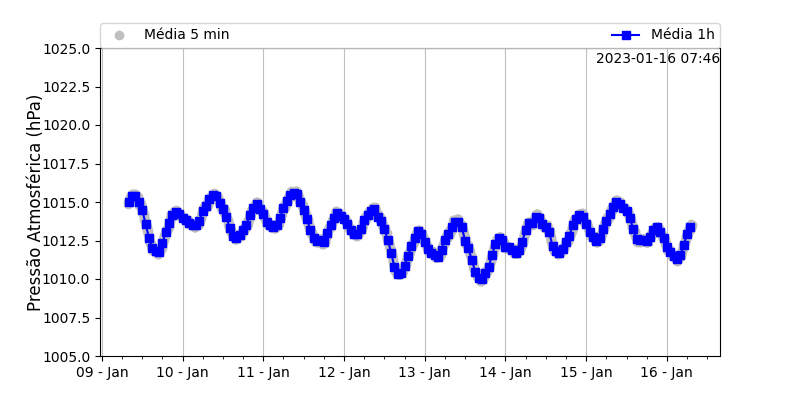 Média 5 min
Média 1h
2023-01-16 07:46
Pressão Atmosférica (hPa)
1025.0
1022.5
1020.0
1017.5
1015.0
1012.5
1010.0
1007.5
1005.0
09 - Jan
10 - Jan
11 - Jan
12 - Jan
13 - Jan
14 - Jan
15 - Jan
16 - Jan